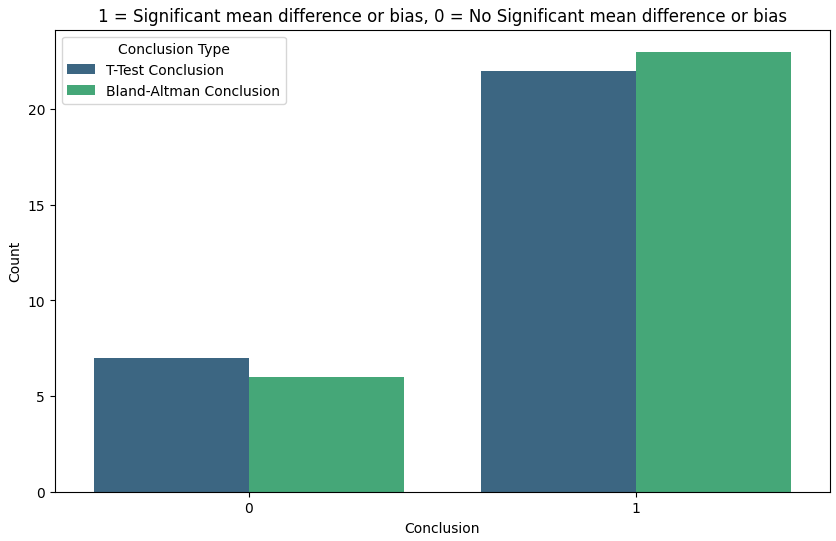 1 = Significant mean difference or bias, 0 = No Significant mean difference or bias
Conclusion Type
T-Test Conclusion
Bland-Altman Conclusion
20
15
10
5
0
Count
0 1
Conclusion